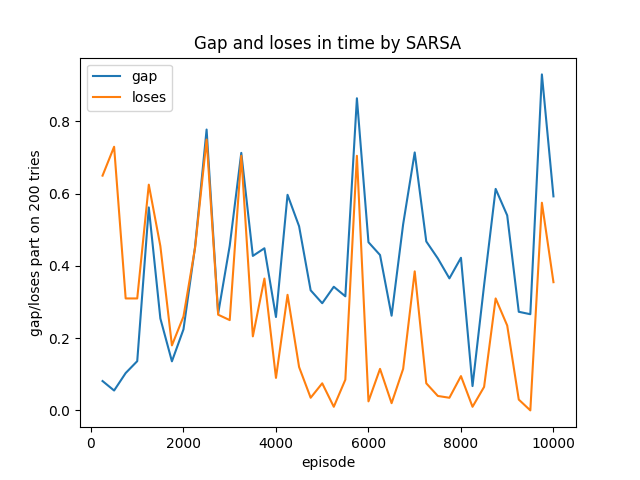 Gap and loses in time by SARSA
gap
loses
gap/loses part on 200 tries
0.8
0.6
0.4
0.2
0.0
0 2000 4000 6000 8000 10000
episode